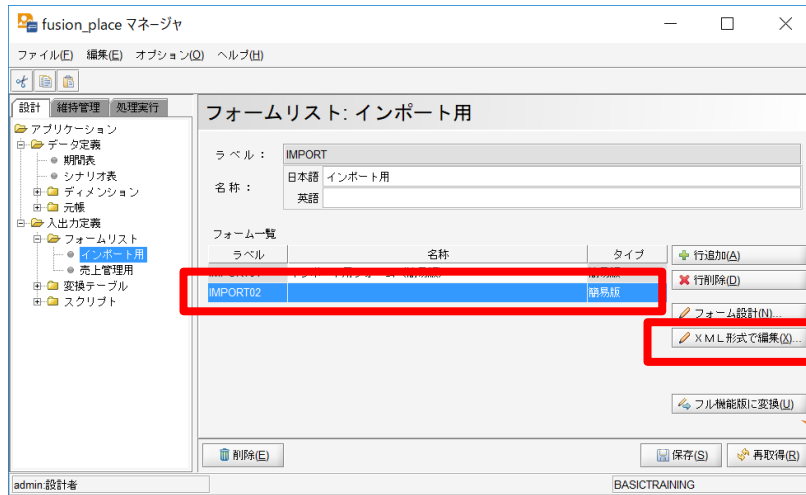 fusion_place マネージャ
ファイル(F) 編集(E) オプション(O) ヘルプ(H)
設計 維持管理 処理実行
アプリケーション
データ定義
期間表
シナリオ表
ディメンション
元帳
入出力定義
フォームリスト
インポート用
売上管理用
変換テーブル
スクリプト
フォームリスト: インポート用
ラベル: IMPORT
名称: 日本語 インポート用
英語
フォーム一覧
ラベル 名称 タイプ
IMPORT02 簡易版
行追加(A)
行削除(D)
フォーム設計(N)...
XML形式で編集(X)...
フル機能版に変換(U)
削除(E) 保存(S) 再取得(R)
admin:設計者 BASICTRAINING